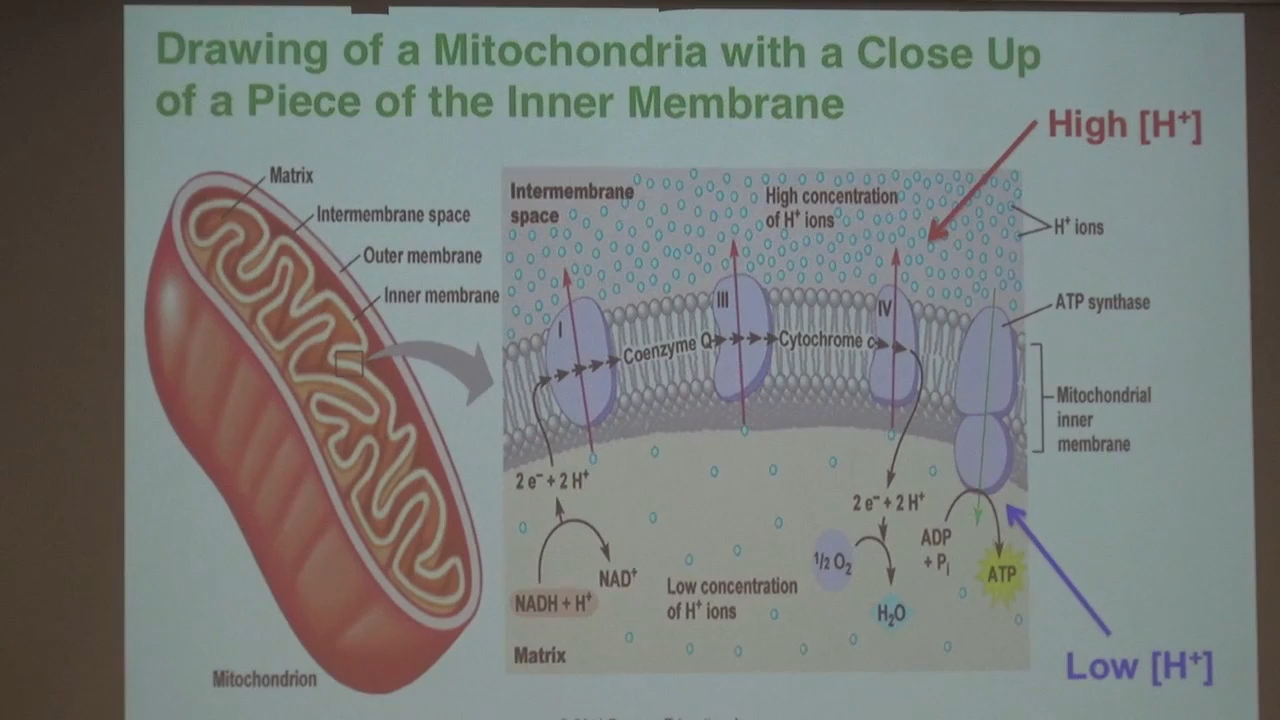 Drawing of a Mitochondria with a Close Up
of a Piece of the Inner Membrane
High [H⁺]
Matrix
Intermembrane space
Outer membrane
Inner membrane
Mitochondrion
Intermembrane
space
High concentration
of H⁺ ions
H⁺ ions
ATP synthase
I
III
IV
Coenzyme Q
Cytochrome c
Mitochondrial
inner
membrane
2 e⁻ + 2 H⁺
2 e⁻ + 2 H⁺
NAD⁺
NADH + H⁺
Low concentration
of H⁺ ions
1/2 O₂
H₂O
ADP
+ Pᵢ
ATP
Matrix
Low [H⁺]